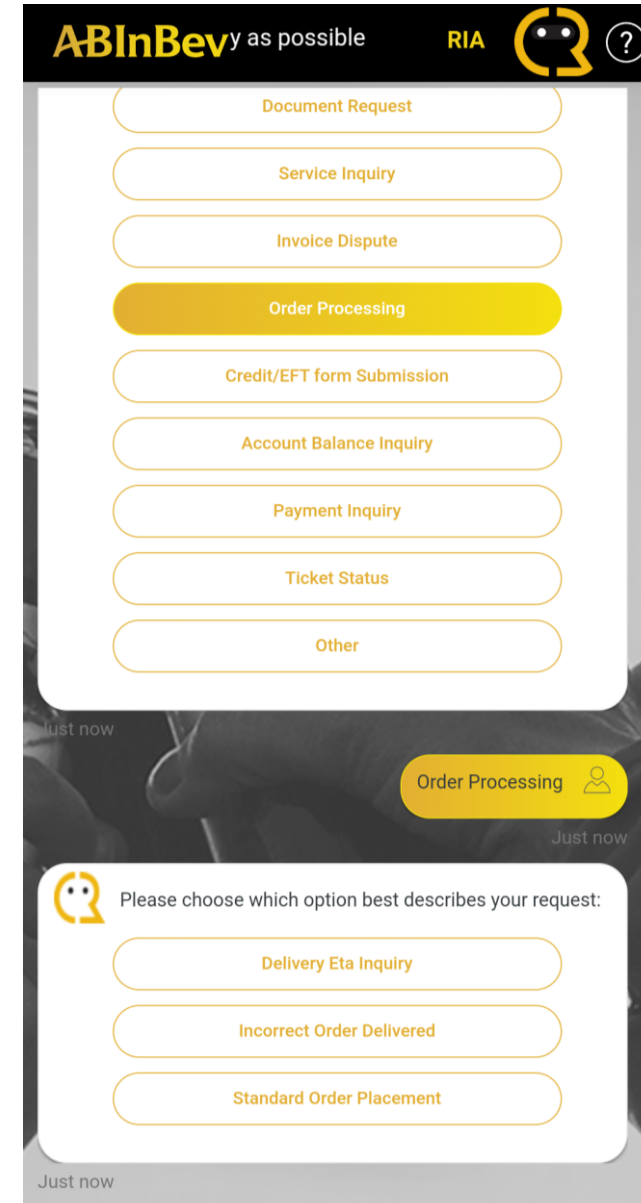 ABInBev y as possible RIA ?
Document Request
Service Inquiry
Invoice Dispute
Order Processing
Credit/EFT form Submission
Account Balance Inquiry
Payment Inquiry
Ticket Status
Other
Just now
Order Processing
Just now
Please choose which option best describes your request:
Delivery Eta Inquiry
Incorrect Order Delivered
Standard Order Placement
Just now